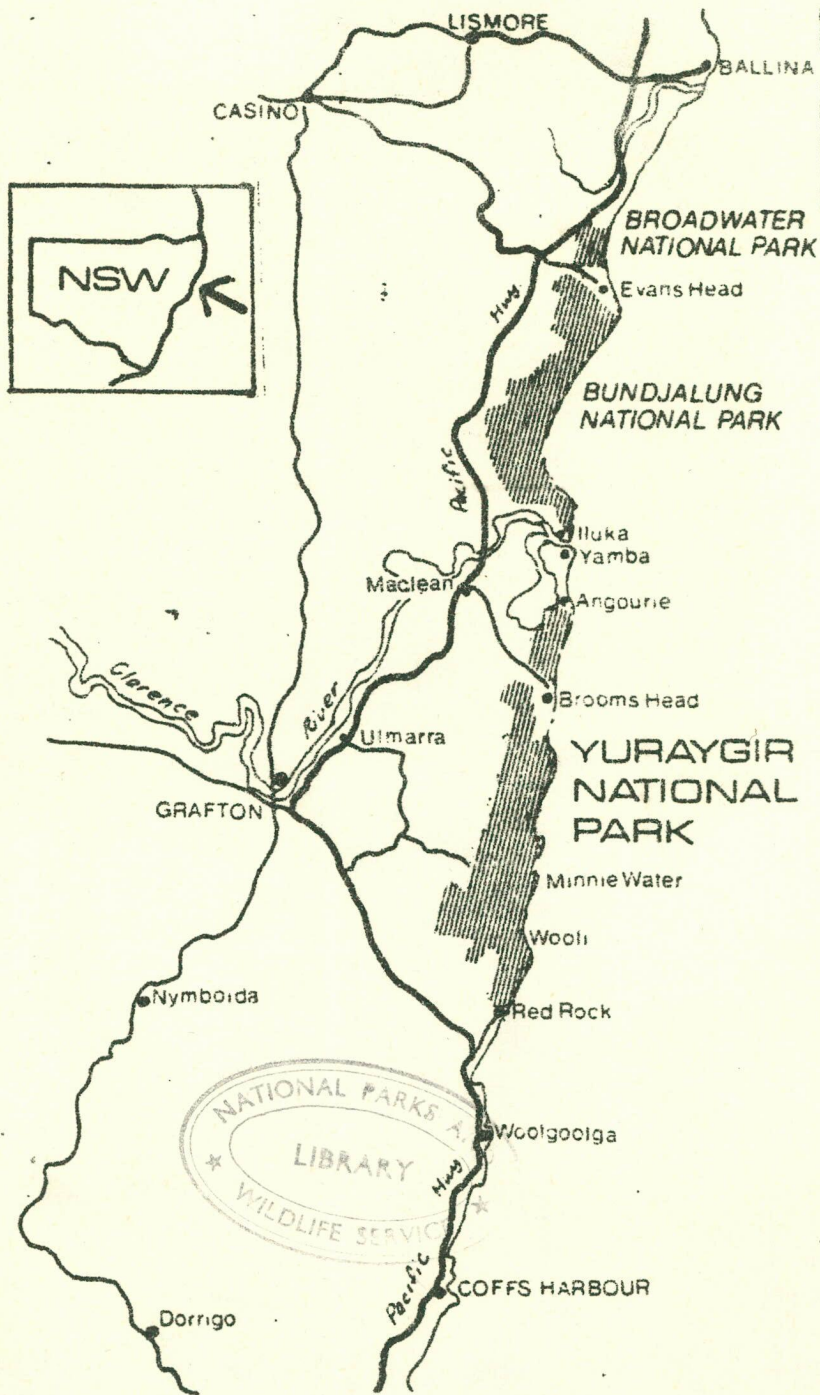 LISMORE
BALLINA
CASINO
NSW
BROADWATER
NATIONAL PARK
Evans Head
Hwy
BUNDJALUNG
NATIONAL PARK
Pacific
Iluka
Yamba
Maclean
Angourie
Clarence
River
Brooms Head
Ulmarra
YURAYGIR
NATIONAL
PARK
GRAFTON
Minnie Water
Wooli
Nymboida
Red Rock
NATIONAL PARKS A
LIBRARY
WILDLIFE SERVICE
Woolgoolga
Hwy
Pacific
COFFS HARBOUR
Dorrigo